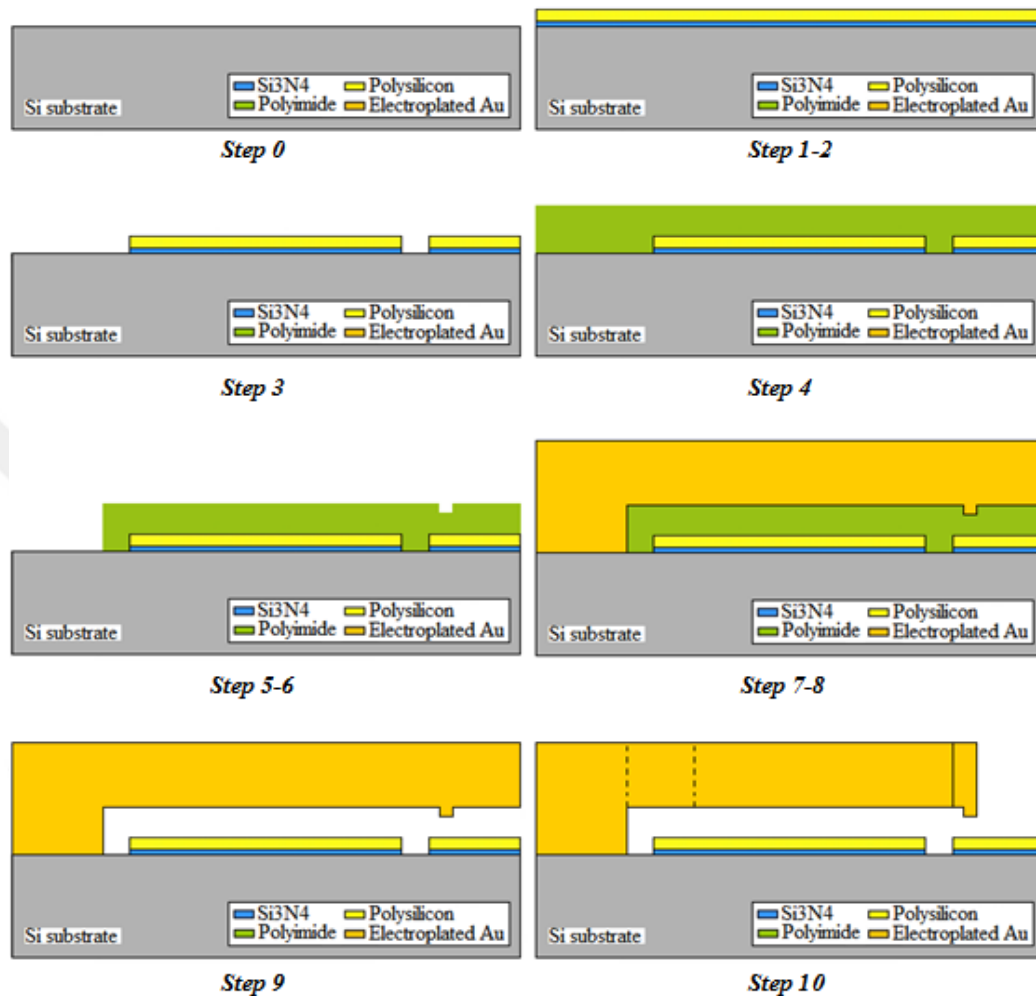 Si3N4 Polysilicon
Polyimide Electroplated Au
Si substrate
Step 0
Si3N4 Polysilicon
Polyimide Electroplated Au
Si substrate
Step 1-2
Si3N4 Polysilicon
Polyimide Electroplated Au
Si substrate
Step 3
Si3N4 Polysilicon
Polyimide Electroplated Au
Si substrate
Step 4
Si3N4 Polysilicon
Polyimide Electroplated Au
Si substrate
Step 5-6
Si3N4 Polysilicon
Polyimide Electroplated Au
Si substrate
Step 7-8
Si3N4 Polysilicon
Polyimide Electroplated Au
Si substrate
Step 9
Si3N4 Polysilicon
Polyimide Electroplated Au
Si substrate
Step 10